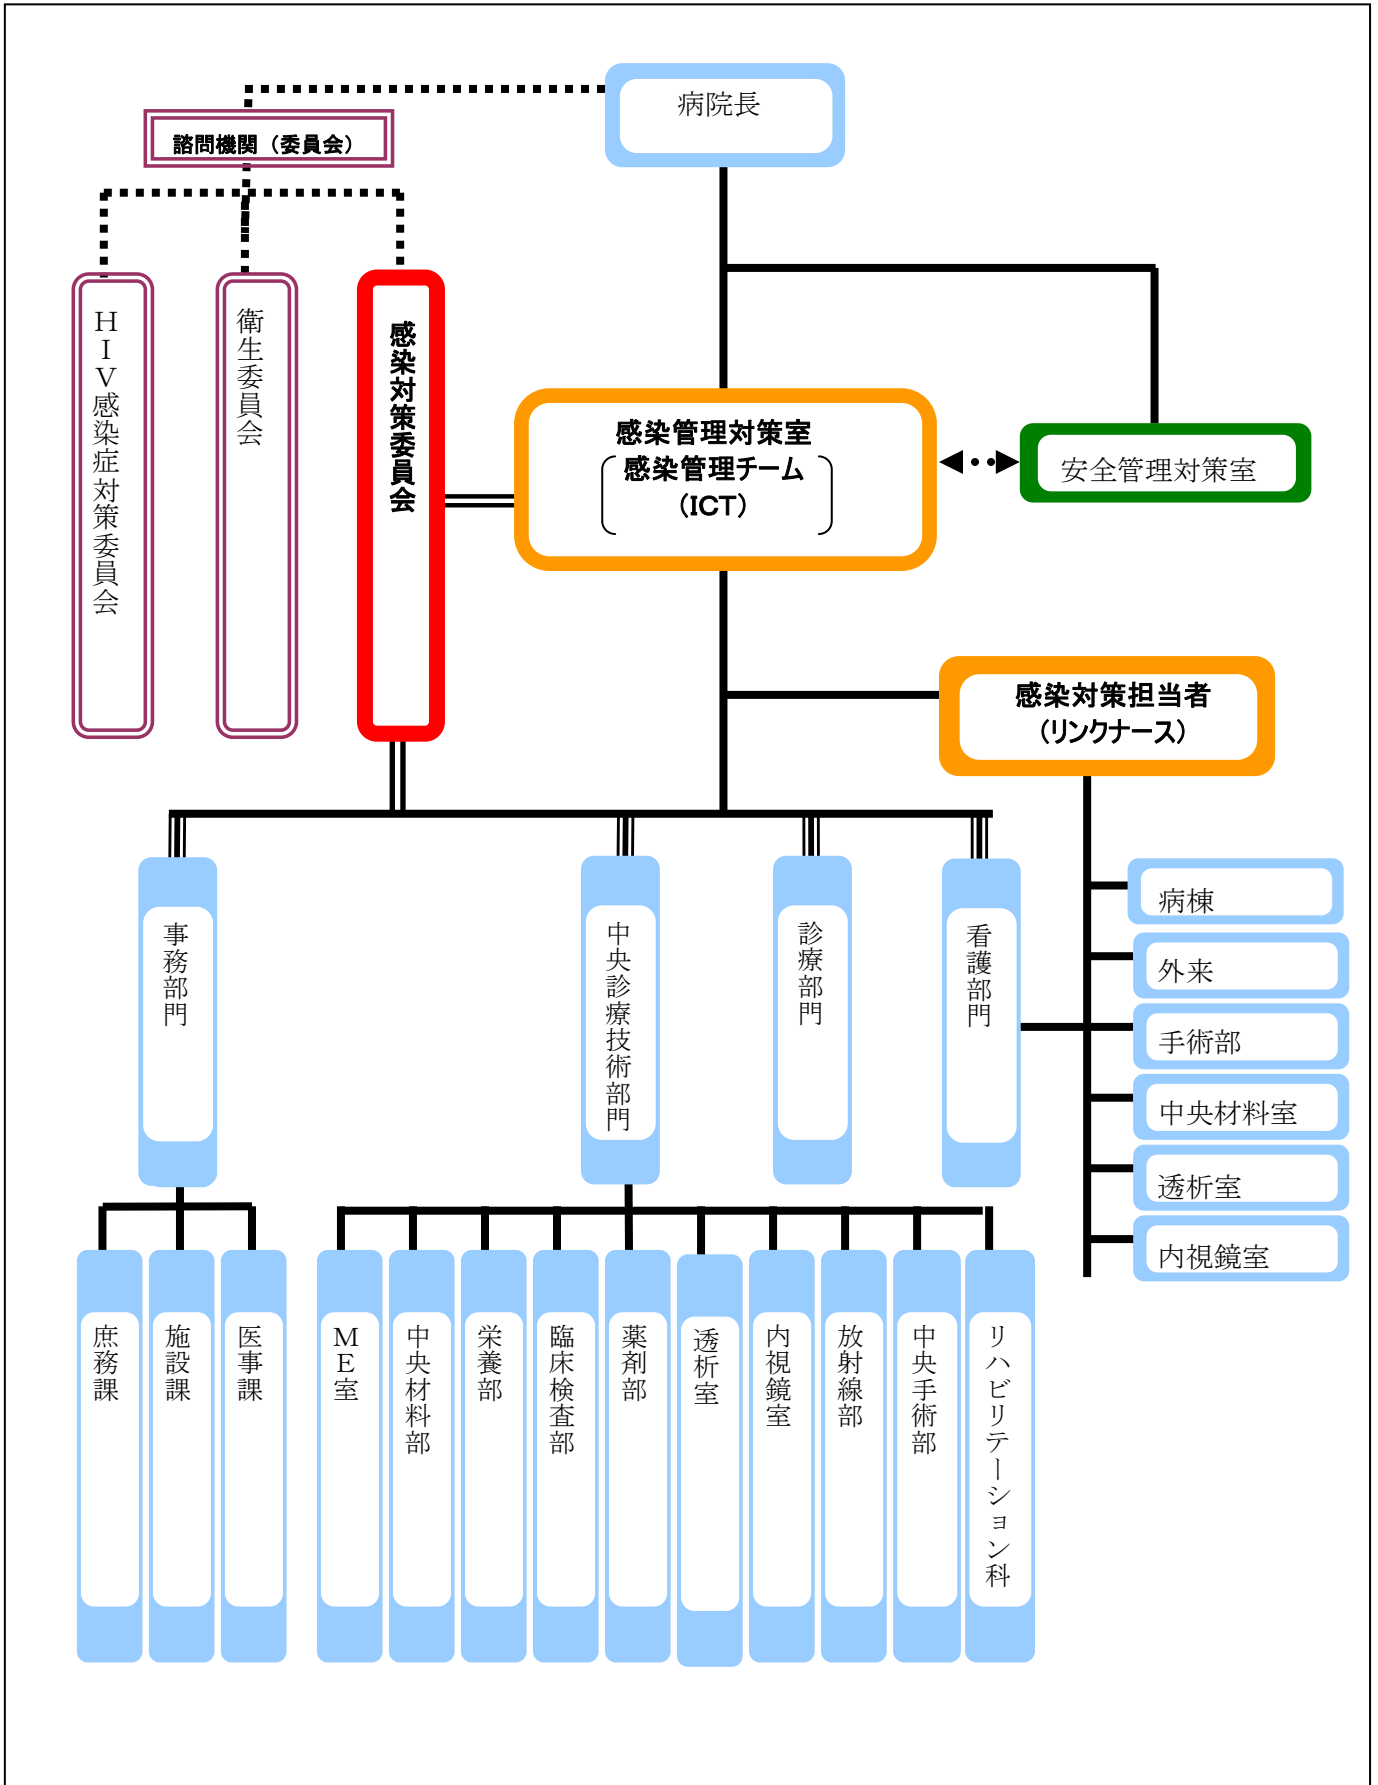 病院長
諮問機関（委員会）
HIV感染症対策委員会
衛生委員会
感染対策委員会
感染管理対策室
感染管理チーム
（ICT）
安全管理対策室
感染対策担当者
（リンクナース）
事務部門
中央診療技術部門
診療部門
看護部門
病棟
外来
手術部
中央材料室
透析室
内視鏡室
庶務課
施設課
医事課
ME室
中央材料部
栄養部
臨床検査部
薬剤部
透析室
内視鏡室
放射線部
中央手術部
リハビリテーション科